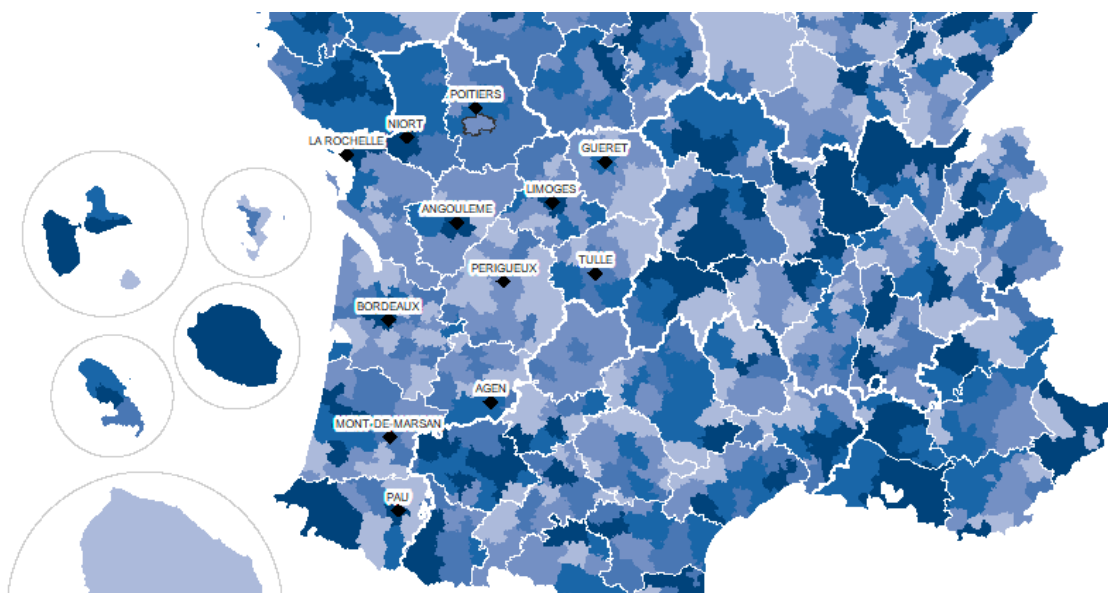 POITIERS
NIORT
LA ROCHELLE
GUERET
LIMOGES
ANGOULEME
TULLE
PERIGUEUX
BORDEAUX
AGEN
MONT-DE-MARSAN
PAU